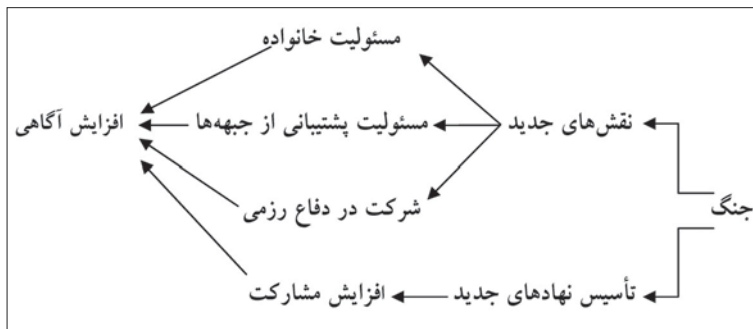 مسئولیت خانواده
نقش‌های جدید
مسئولیت پشتیبانی از جبهه‌ها
افزایش آگاهی
جنگ
شرکت در دفاع رزمی
تأسیس نهادهای جدید
افزایش مشارکت